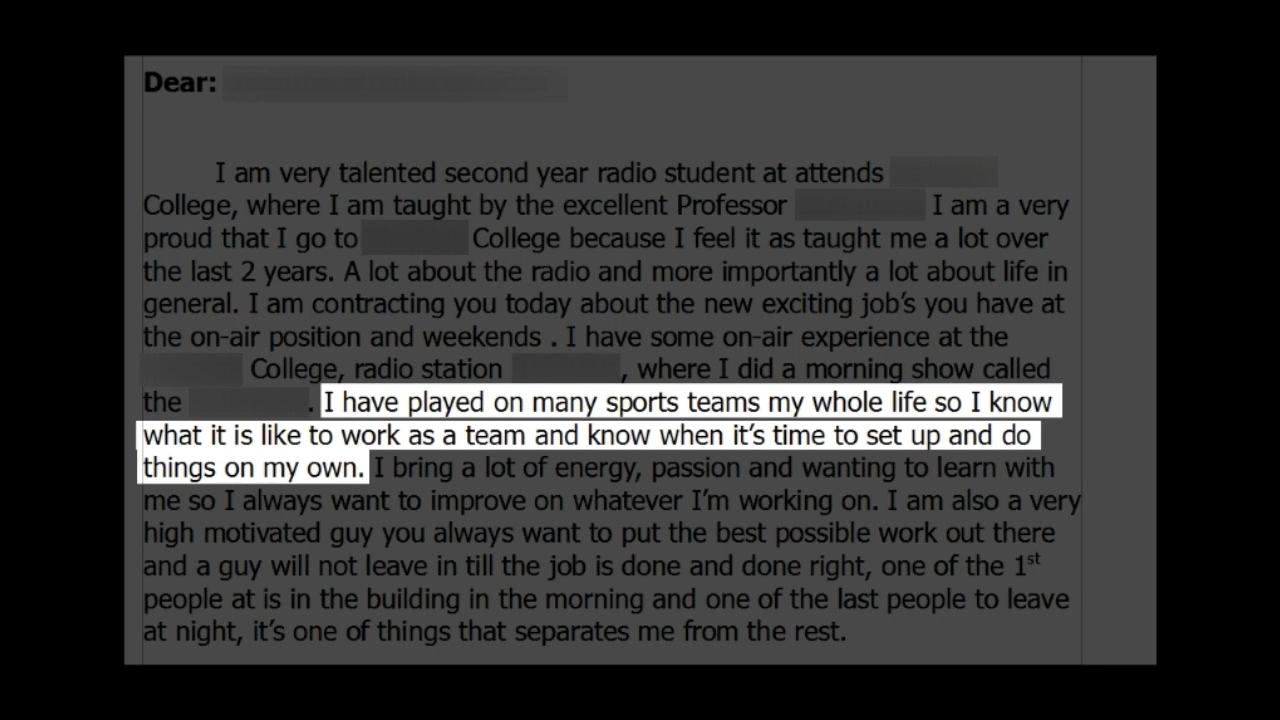 Dear:
I am very talented second year radio student at attends
College, where I am taught by the excellent Professor I am a very
proud that I go to College because I feel it as taught me a lot over
the last 2 years. A lot about the radio and more importantly a lot about life in
general. I am contracting you today about the new exciting job’s you have at
the on-air position and weekends . I have some on-air experience at the
College, radio station , where I did a morning show called
the . I have played on many sports teams my whole life so I know
what it is like to work as a team and know when it’s time to set up and do
things on my own. I bring a lot of energy, passion and wanting to learn with
me so I always want to improve on whatever I’m working on. I am also a very
high motivated guy you always want to put the best possible work out there
and a guy will not leave in till the job is done and done right, one of the 1st
people at is in the building in the morning and one of the last people to leave
at night, it’s one of things that separates me from the rest.